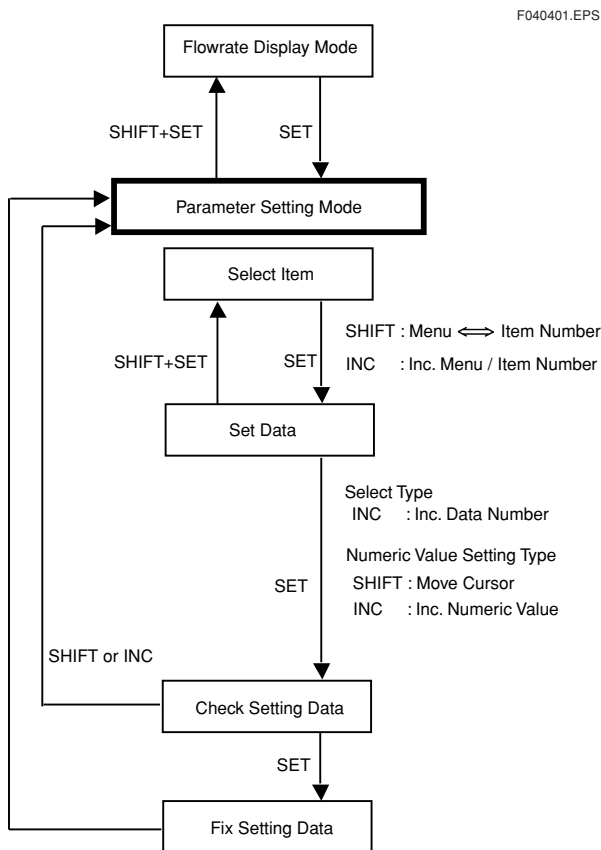 F040401.EPS
Flowrate Display Mode
SHIFT+SET
SET
Parameter Setting Mode
Select Item
SHIFT : Menu ⟺ Item Number
SHIFT+SET
SET
INC : Inc. Menu / Item Number
Set Data
Select Type
INC : Inc. Data Number
Numeric Value Setting Type
SET
SHIFT : Move Cursor
INC : Inc. Numeric Value
SHIFT or INC
Check Setting Data
SET
Fix Setting Data